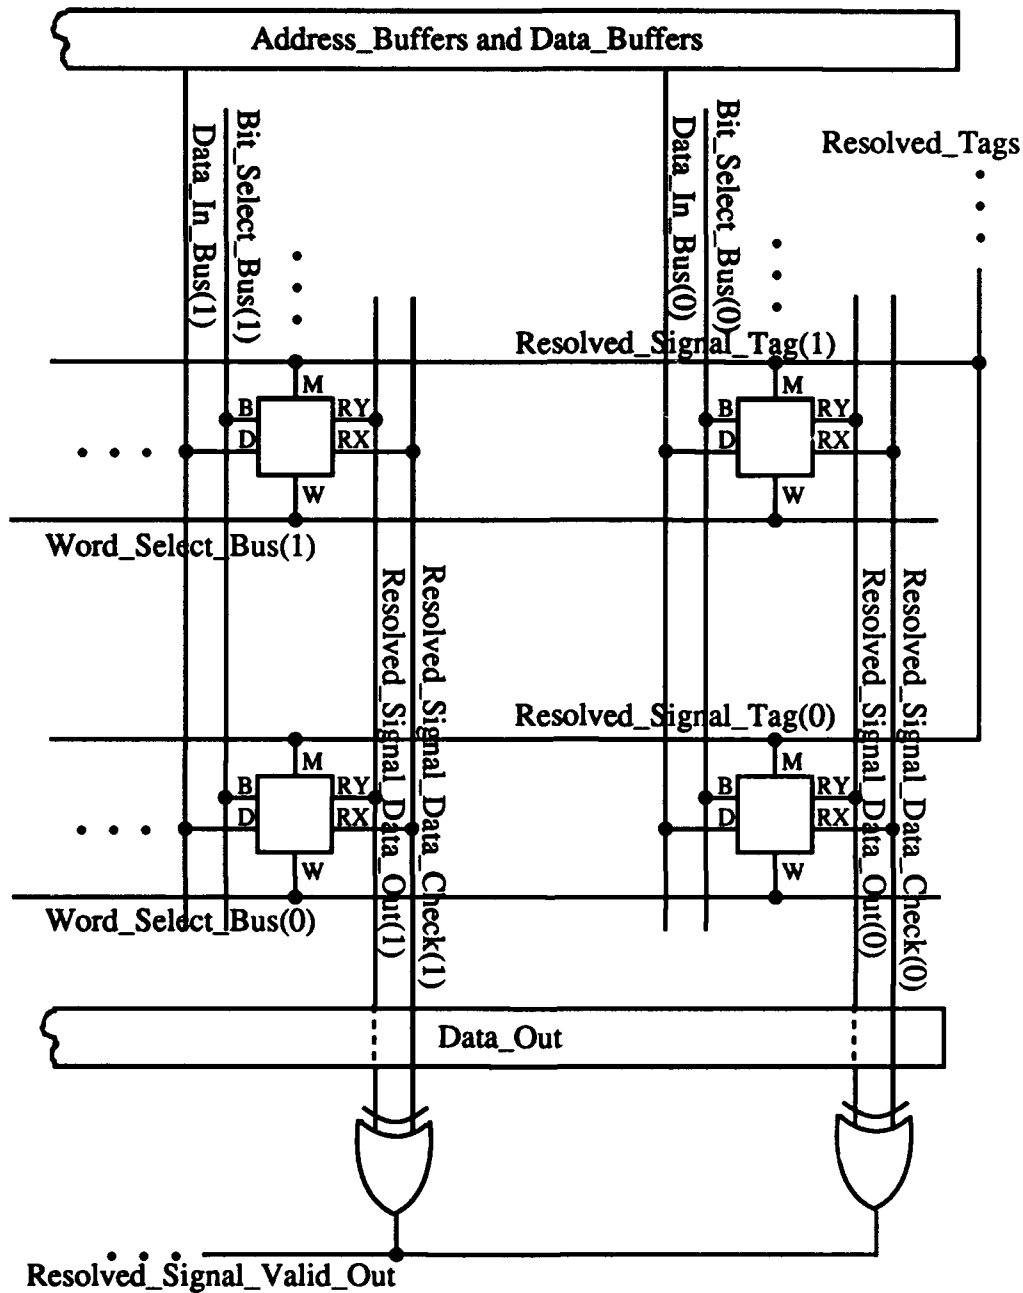 Address_Buffers and Data_Buffers
Data_In_Bus(1)
Bit_Select_Bus(1)
Data_In_Bus(0)
Bit_Select_Bus(0)
Resolved_Tags
Resolved_Signal_Tag(1)
M
B
RY
D
RX
W
M
B
RY
D
RX
W
Word_Select_Bus(1)
Resolved_Signal_Data_Out(1)
Resolved_Signal_Data_Check(1)
Resolved_Signal_Data_Out(0)
Resolved_Signal_Data_Check(0)
Resolved_Signal_Tag(0)
M
B
RY
D
RX
W
M
B
RY
D
RX
W
Word_Select_Bus(0)
Data_Out
Resolved_Signal_Valid_Out